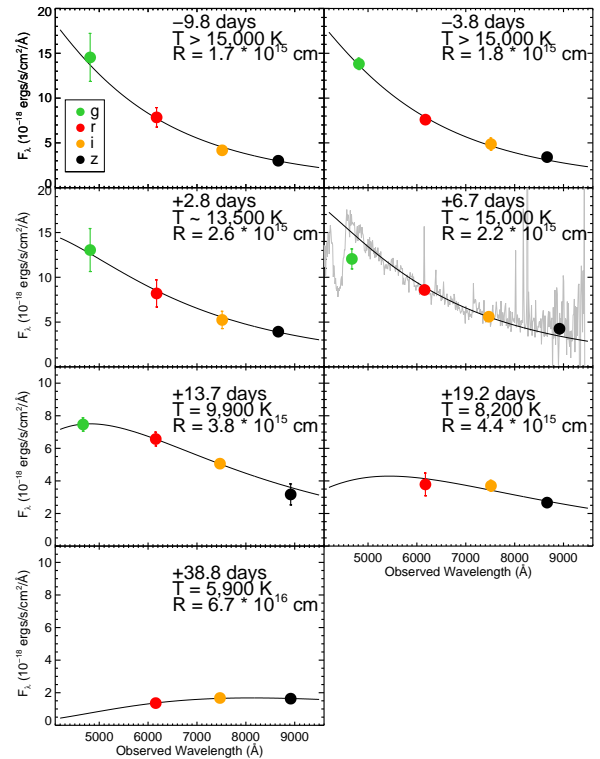 −9.8 days
T > 15,000 K
R = 1.7 * 10^15 cm
20
15
10
5
0
F_λ (10^−18 ergs/s/cm²/Å)
g
r
i
z
−3.8 days
T > 15,000 K
R = 1.8 * 10^15 cm
+2.8 days
T ~ 13,500 K
R = 2.6 * 10^15 cm
20
15
10
5
0
F_λ (10^−18 ergs/s/cm²/Å)
+6.7 days
T ~ 15,000 K
R = 2.2 * 10^15 cm
+13.7 days
T = 9,900 K
R = 3.8 * 10^15 cm
10
8
6
4
2
0
F_λ (10^−18 ergs/s/cm²/Å)
+19.2 days
T = 8,200 K
R = 4.4 * 10^15 cm
5000 6000 7000 8000 9000
Observed Wavelength (Å)
+38.8 days
T = 5,900 K
R = 6.7 * 10^16 cm
10
8
6
4
2
0
F_λ (10^−18 ergs/s/cm²/Å)
5000 6000 7000 8000 9000
Observed Wavelength (Å)